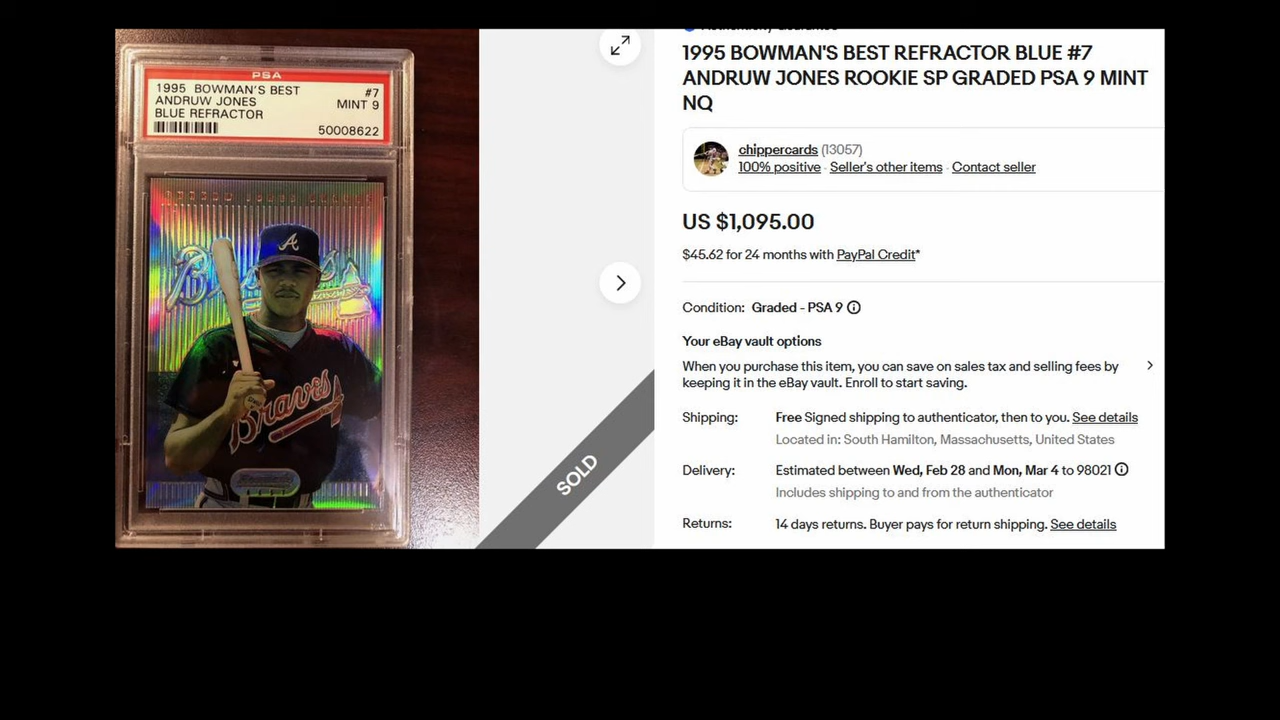 PSA
1995 BOWMAN'S BEST #7
ANDRUW JONES MINT 9
BLUE REFRACTOR
50008622
A
Braves
Braves
SOLD
1995 BOWMAN'S BEST REFRACTOR BLUE #7
ANDRUW JONES ROOKIE SP GRADED PSA 9 MINT
NQ
chippercards (13057)
100% positive · Seller's other items · Contact seller
US $1,095.00
$45.62 for 24 months with PayPal Credit*
Condition: Graded - PSA 9
Your eBay vault options
When you purchase this item, you can save on sales tax and selling fees by
keeping it in the eBay vault. Enroll to start saving.
Shipping: Free Signed shipping to authenticator, then to you. See details
Located in: South Hamilton, Massachusetts, United States
Delivery: Estimated between Wed, Feb 28 and Mon, Mar 4 to 98021
Includes shipping to and from the authenticator
Returns: 14 days returns. Buyer pays for return shipping. See details